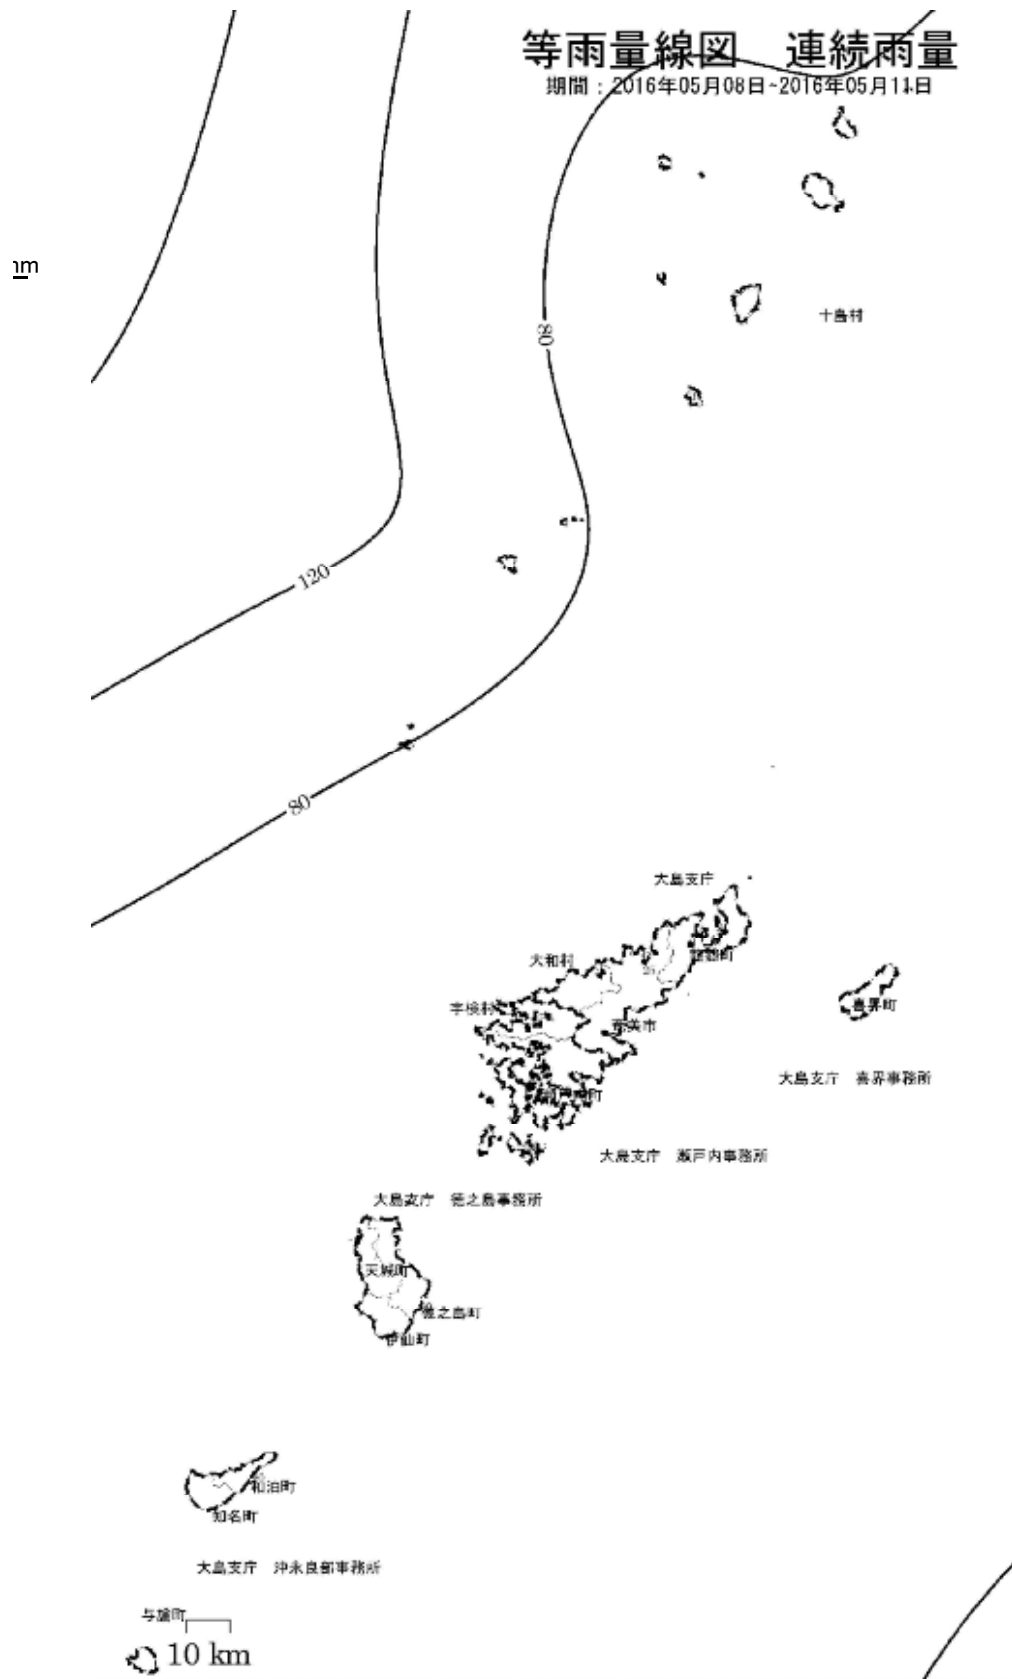 等雨量線図　連続雨量
期間：2016年05月08日~2016年05月11日
十島村
80
120
80
大島支庁
大和村
宇検村
奄美市
喜界町
大島支庁　喜界事務所
大島支庁　瀬戸内事務所
大島支庁　徳之島事務所
天城町
徳之島町
伊仙町
和泊町
知名町
大島支庁　沖永良部事務所
与論町
10 km